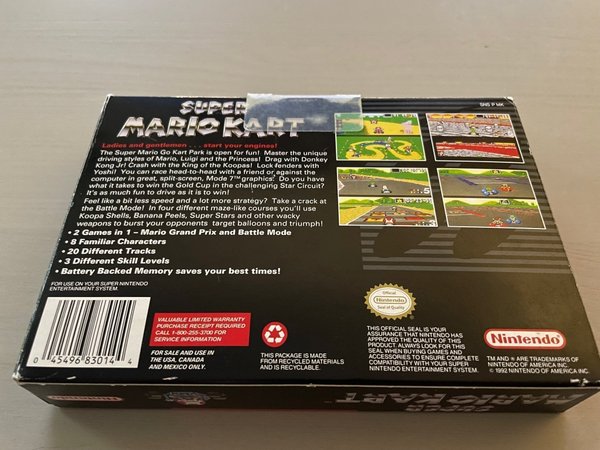 SUPER
SNS P MK
MARIO KART
Ladies and gentlemen . . . start your engines!
The Super Mario Go Kart Park is open for fun! Master the unique
driving styles of Mario, Luigi and the Princess! Drag with Donkey
Kong Jr! Crash with the King of the Koopas! Lock fenders with
Yoshi! You can race head-to-head with a friend or against the
computer in great, split-screen, Mode 7™ graphics. Do you have
what it takes to win the Gold Cup in the challenging Star Circuit?
It's as much fun to drive as it is to read.
Feel like a bit less speed and a lot more strategy? Take a crack at
the Battle Mode! In four different maze-like courses you'll use
Koopa Shells, Banana Peels, Super Stars and other wacky
weapons to burst your opponents target balloons and triumph!
• 2 Games in 1 – Mario Grand Prix and Battle Mode
• 8 Familiar Characters
• 20 Different Tracks
• 3 Different Skill Levels
• Battery Backed Memory saves your best times!
FOR USE ON YOUR SUPER NINTENDO
ENTERTAINMENT SYSTEM.
0 45496 83014 4
VALUABLE LIMITED WARRANTY
PURCHASE RECEIPT REQUIRED
CALL 1-800-255-3700 FOR
SERVICE INFORMATION
FOR SALE AND USE IN
THE USA, CANADA
AND MEXICO ONLY.
THIS PACKAGE IS MADE
FROM RECYCLED MATERIALS
AND IS RECYCLABLE.
Official
Nintendo
Seal of Quality
THIS OFFICIAL SEAL IS YOUR
ASSURANCE THAT NINTENDO HAS
APPROVED THE QUALITY OF THIS
PRODUCT. ALWAYS LOOK FOR THIS
SEAL WHEN BUYING GAMES AND
ACCESSORIES TO ENSURE COMPLETE
COMPATIBILITY WITH YOUR SUPER
NINTENDO ENTERTAINMENT SYSTEM.
Nintendo
TM AND ® ARE TRADEMARKS OF
NINTENDO OF AMERICA INC.
© 1992 NINTENDO OF AMERICA INC.
Nintendo
SUPER
MARIO KART